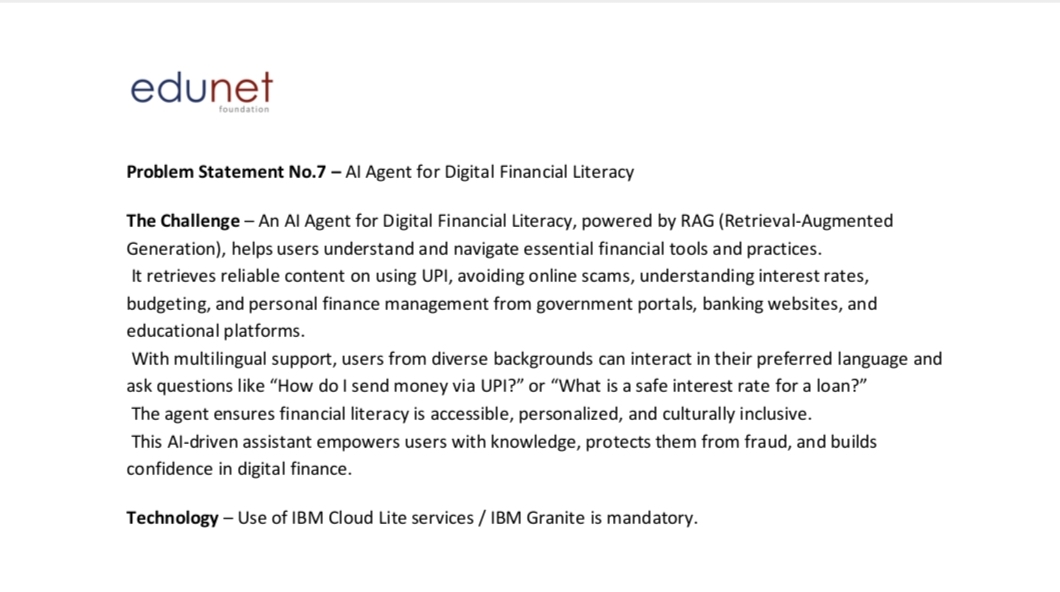 edunet
foundation
Problem Statement No.7 – AI Agent for Digital Financial Literacy
The Challenge – An AI Agent for Digital Financial Literacy, powered by RAG (Retrieval-Augmented
Generation), helps users understand and navigate essential financial tools and practices.
It retrieves reliable content on using UPI, avoiding online scams, understanding interest rates,
budgeting, and personal finance management from government portals, banking websites, and
educational platforms.
With multilingual support, users from diverse backgrounds can interact in their preferred language and
ask questions like “How do I send money via UPI?” or “What is a safe interest rate for a loan?”
The agent ensures financial literacy is accessible, personalized, and culturally inclusive.
This AI-driven assistant empowers users with knowledge, protects them from fraud, and builds
confidence in digital finance.
Technology – Use of IBM Cloud Lite services / IBM Granite is mandatory.